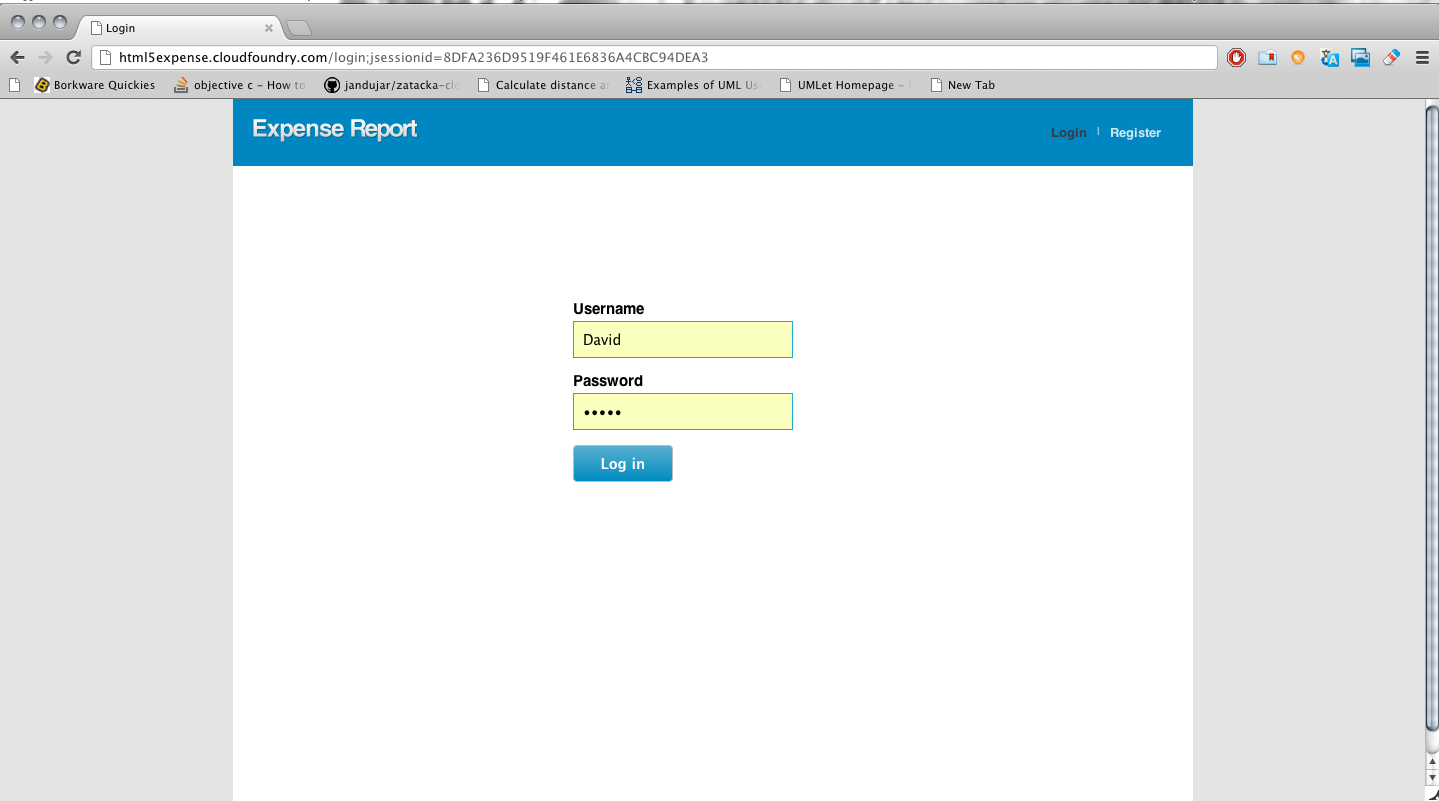 Login
html5expense.cloudfoundry.com/login;jsessionid=8DFA236D9519F461E6836A4CBC94DEA3
Borkware Quickies objective c – How to jandujar/zatacka-clo Calculate distance a Examples of UML Us UMLet Homepage – New Tab
Expense Report
Login | Register
Username
David
Password
•••••
Log in